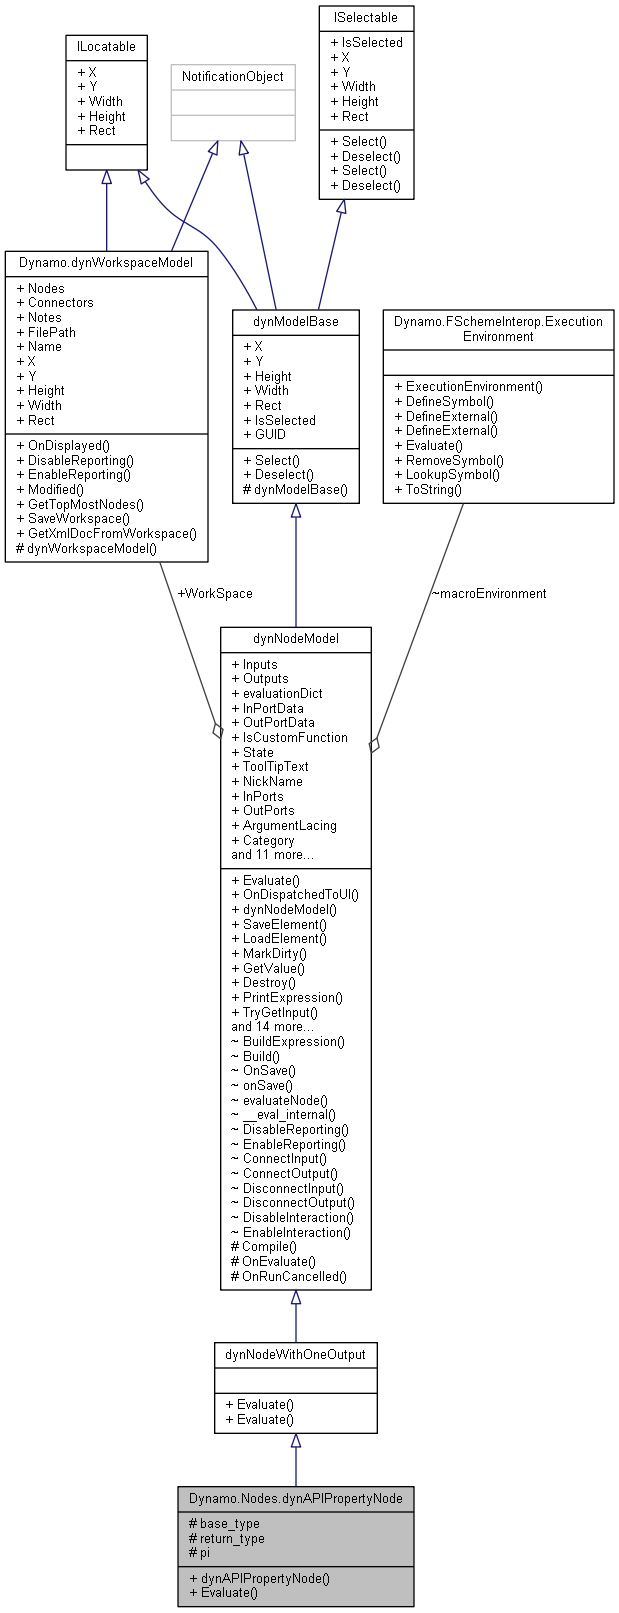 ILocatable
+ X
+ Y
+ Width
+ Height
+ Rect
NotificationObject
ISelectable
+ IsSelected
+ X
+ Y
+ Width
+ Height
+ Rect
+ Select()
+ Deselect()
+ Select()
+ Deselect()
Dynamo.dynWorkspaceModel
+ Nodes
+ Connectors
+ Notes
+ FilePath
+ Name
+ X
+ Y
+ Height
+ Width
+ Rect
+ OnDisplayed()
+ DisableReporting()
+ EnableReporting()
+ Modified()
+ GetTopMostNodes()
+ SaveWorkspace()
+ GetXmlDocFromWorkspace()
# dynWorkspaceModel()
dynModelBase
+ X
+ Y
+ Height
+ Width
+ Rect
+ IsSelected
+ GUID
+ Select()
+ Deselect()
# dynModelBase()
Dynamo.FSchemeInterop.Execution
Environment
+ ExecutionEnvironment()
+ DefineSymbol()
+ DefineExternal()
+ DefineExternal()
+ Evaluate()
+ RemoveSymbol()
+ LookupSymbol()
+ ToString()
+WorkSpace
~macroEnvironment
dynNodeModel
+ Inputs
+ Outputs
+ evaluationDict
+ InPortData
+ OutPortData
+ IsCustomFunction
+ State
+ ToolTipText
+ NickName
+ InPorts
+ OutPorts
+ ArgumentLacing
+ Category
and 11 more...
+ Evaluate()
+ OnDispatchedToUI()
+ dynNodeModel()
+ SaveElement()
+ LoadElement()
+ MarkDirty()
+ GetValue()
+ Destroy()
+ PrintExpression()
+ TryGetInput()
and 14 more...
~ BuildExpression()
~ Build()
~ OnSave()
~ onSave()
~ evaluateNode()
~ __eval_internal()
~ DisableReporting()
~ EnableReporting()
~ ConnectInput()
~ ConnectOutput()
~ DisconnectInput()
~ DisconnectOutput()
~ DisableInteraction()
~ EnableInteraction()
# Compile()
# OnEvaluate()
# OnRunCancelled()
dynNodeWithOneOutput
+ Evaluate()
+ Evaluate()
Dynamo.Nodes.dynAPIPropertyNode
# base_type
# return_type
# pi
+ dynAPIPropertyNode()
+ Evaluate()